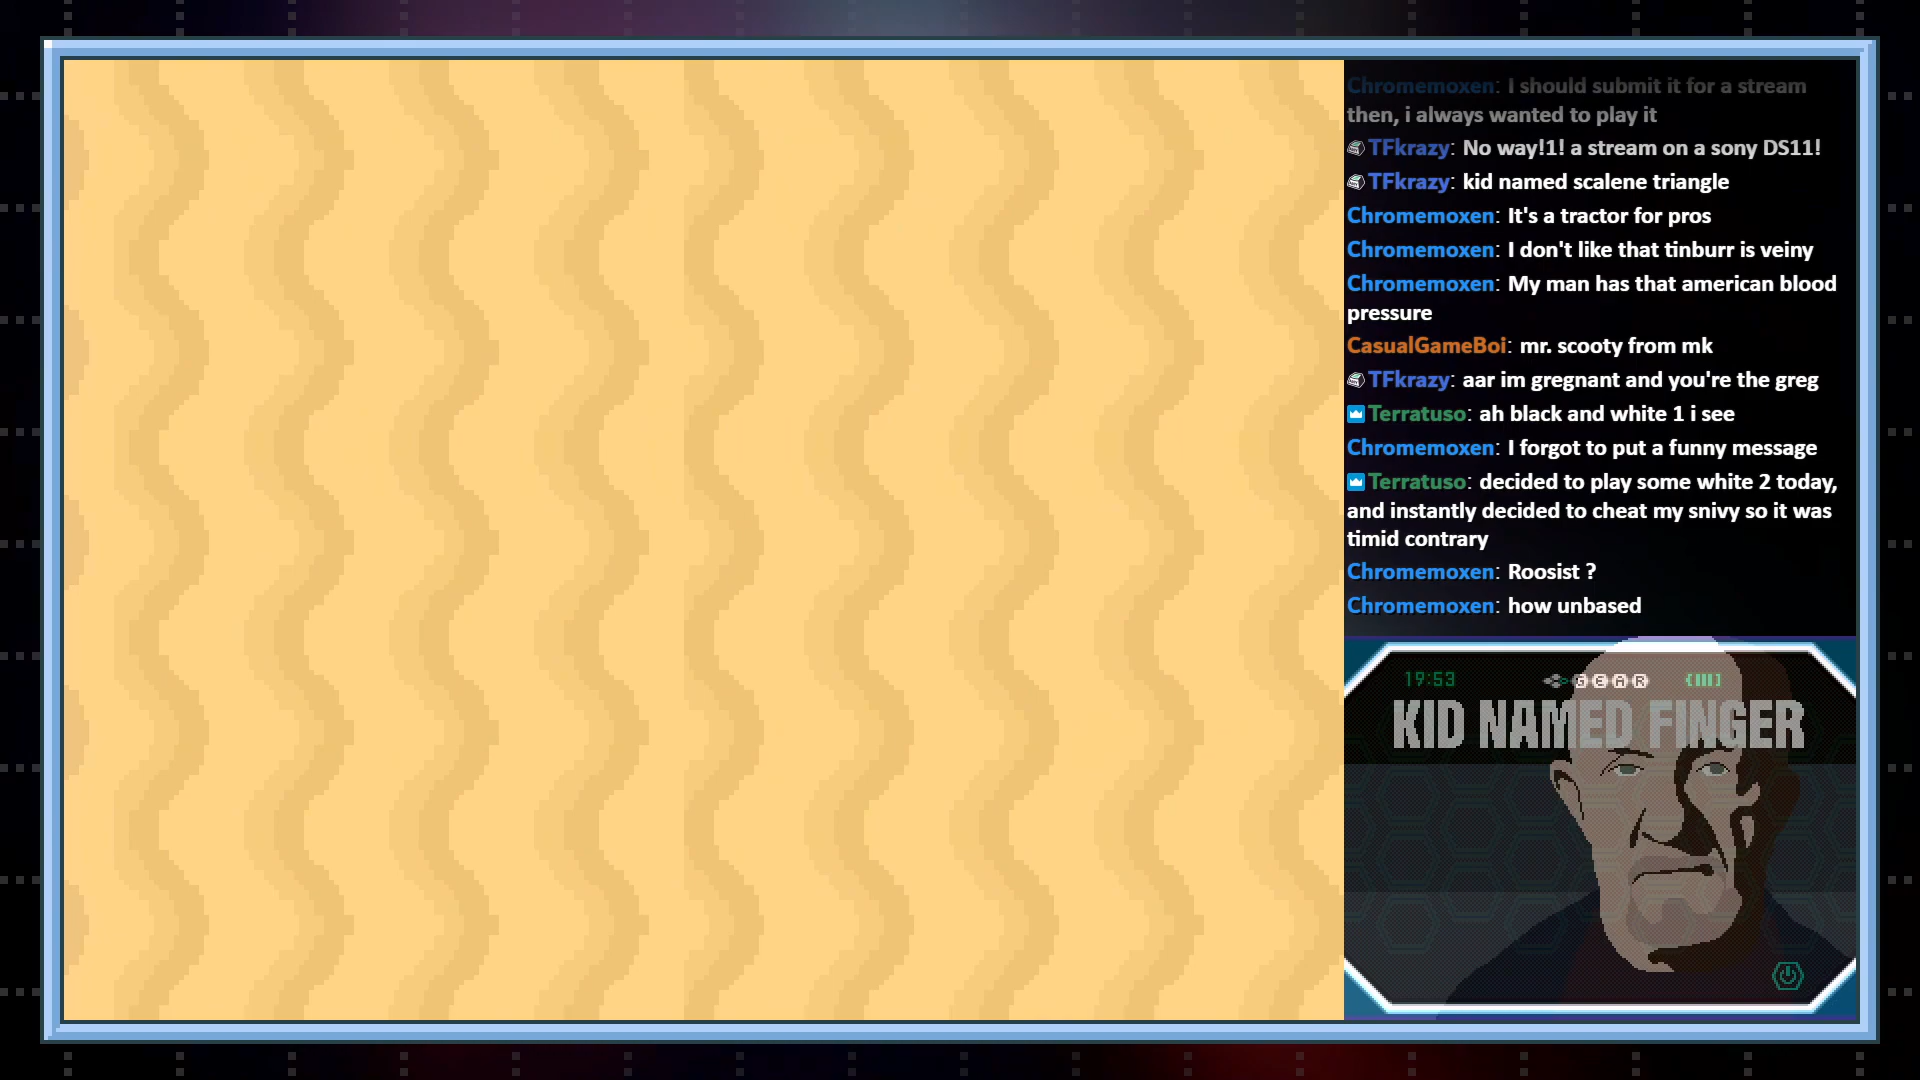 Chromemoxen: I should submit it for a stream
then, i always wanted to play it
TFkrazy: No way!1! a stream on a sony DS11!
TFkrazy: kid named scalene triangle
Chromemoxen: It's a tractor for pros
Chromemoxen: I don't like that tinburr is veiny
Chromemoxen: My man has that american blood
pressure
CasualGameBoi: mr. scooty from mk
TFkrazy: aar im gregnant and you're the greg
Terratuso: ah black and white 1 i see
Chromemoxen: I forgot to put a funny message
Terratuso: decided to play some white 2 today,
and instantly decided to cheat my snivy so it was
timid contrary
Chromemoxen: Roosist ?
Chromemoxen: how unbased
19:53 GEAR
KID NAMED FINGER